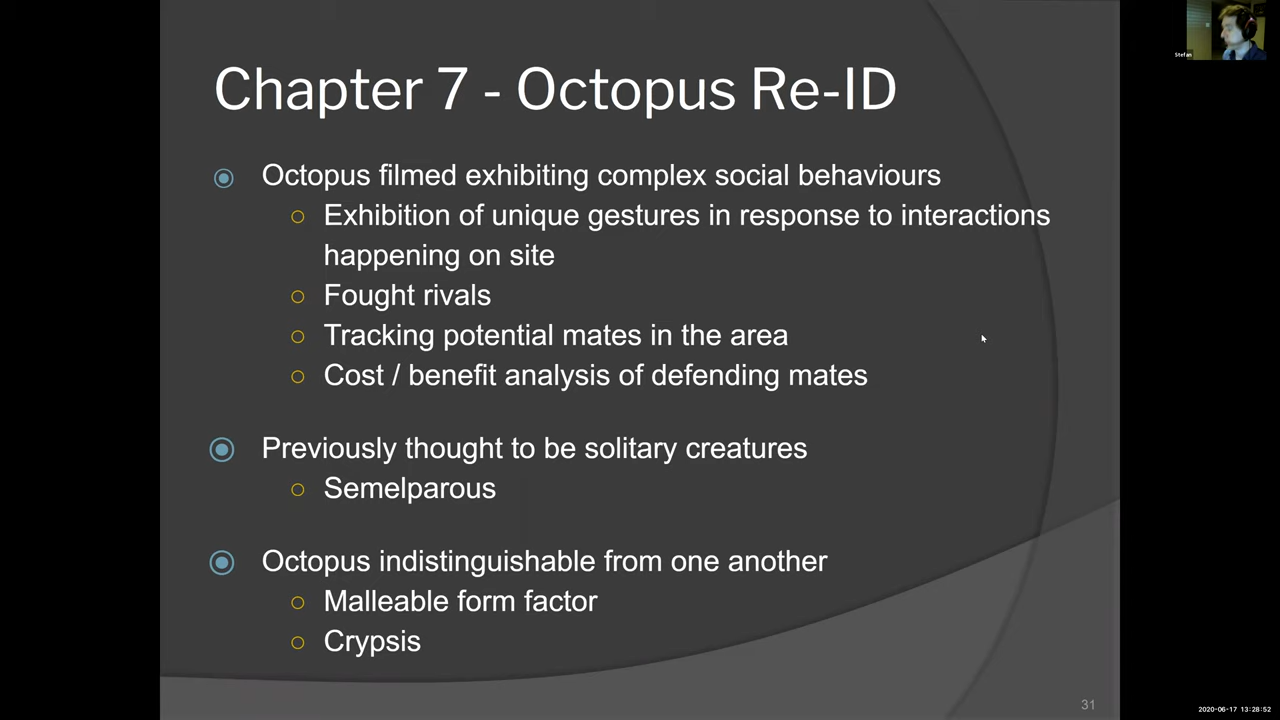 Stefan
Chapter 7 - Octopus Re-ID
Octopus filmed exhibiting complex social behaviours
Exhibition of unique gestures in response to interactions
happening on site
Fought rivals
Tracking potential mates in the area
Cost / benefit analysis of defending mates
Previously thought to be solitary creatures
Semelparous
Octopus indistinguishable from one another
Malleable form factor
Crypsis
31
2020-06-17 13:28:52